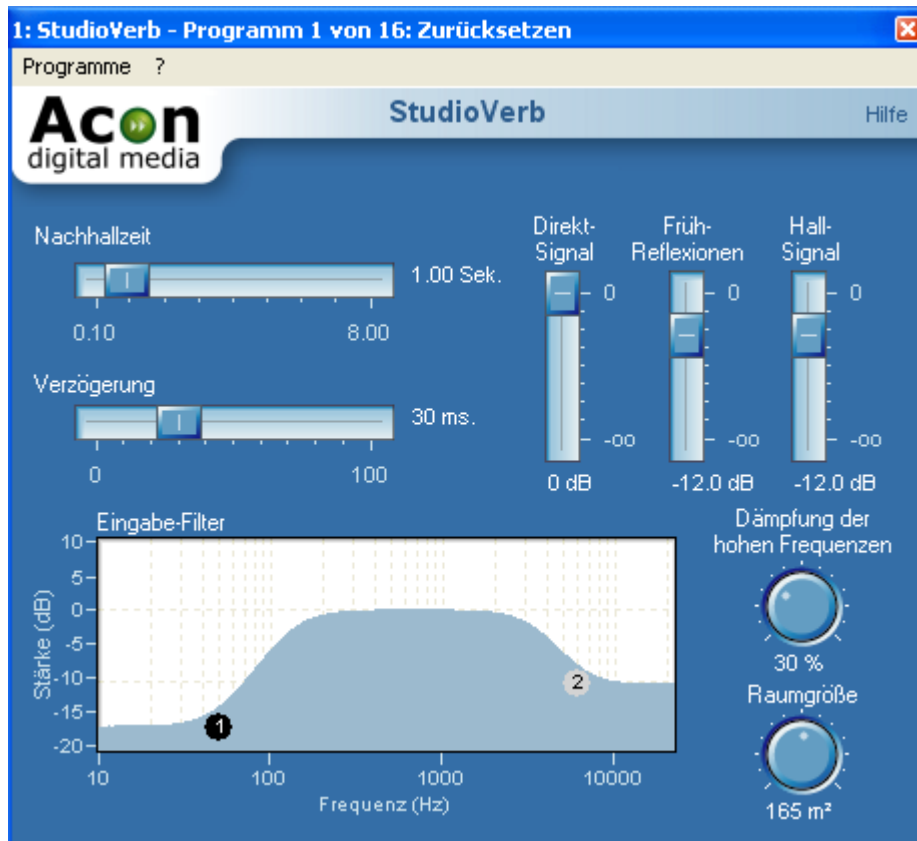 1: StudioVerb - Programm 1 von 16: Zurücksetzen
Programme ?
Acon
digital media
StudioVerb
Hilfe
Nachhallzeit
1.00 Sek.
0.10 8.00
Verzögerung
30 ms.
0 100
Direkt-
Signal
0
-oo
0 dB
Früh-
Reflexionen
0
-oo
-12.0 dB
Hall-
Signal
0
-oo
-12.0 dB
Eingabe-Filter
Stärke (dB)
10
5
0
-5
-10
-15
-20
1
2
10 100 1000 10000
Frequenz (Hz)
Dämpfung der
hohen Frequenzen
30 %
Raumgröße
165 m²